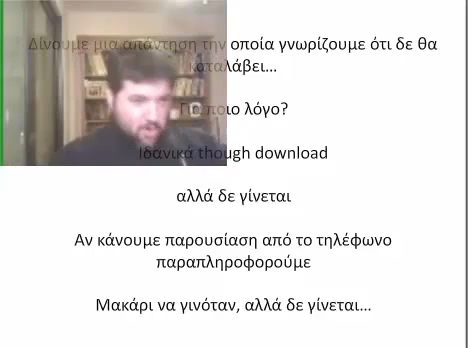 Δίνουμε μια απάντηση την οποία γνωρίζουμε ότι δε θα
καταλάβει...
Για ποιο λόγο?
Ιδανικά though download
αλλά δε γίνεται
Αν κάνουμε παρουσίαση από το τηλέφωνο
παραπληροφορούμε
Μακάρι να γινόταν, αλλά δε γίνεται...